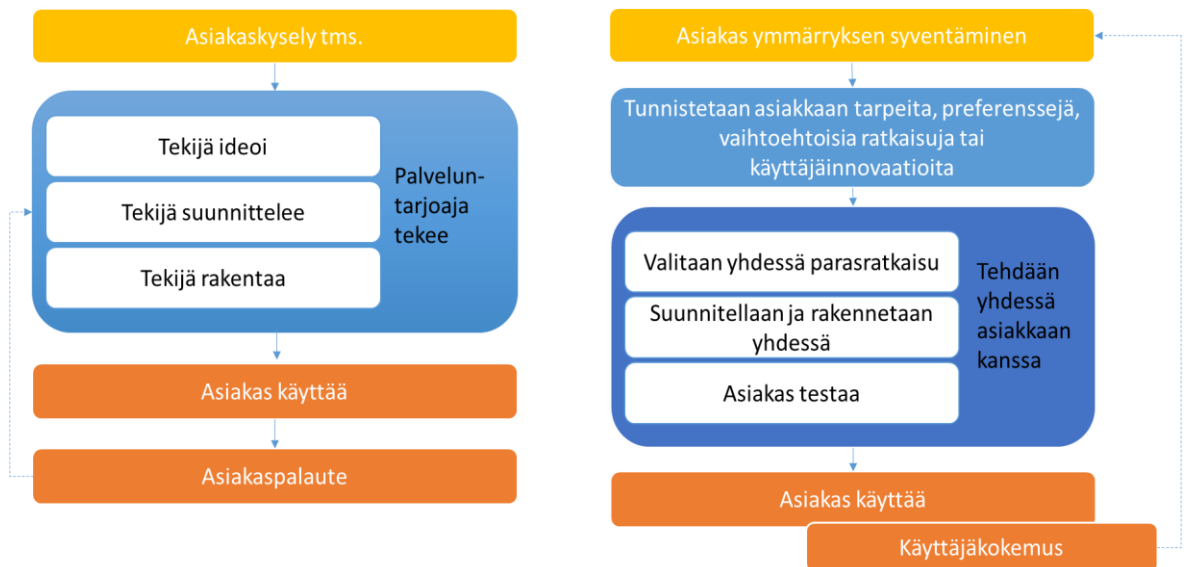 Asiakaskysely tms.
Tekijä ideoi
Tekijä suunnittelee
Tekijä rakentaa
Palvelun-
tarjoaja
tekee
Asiakas käyttää
Asiakaspalaute
Asiakas ymmärryksen syventäminen
Tunnistetaan asiakkaan tarpeita, preferenssejä,
vaihtoehtoisia ratkaisuja tai
käyttäjäinnovaatioita
Valitaan yhdessä parasratkaisu
Suunnitellaan ja rakennetaan
yhdessä
Asiakas testaa
Tehdään
yhdessä
asiakkaan
kanssa
Asiakas käyttää
Käyttäjäkokemus